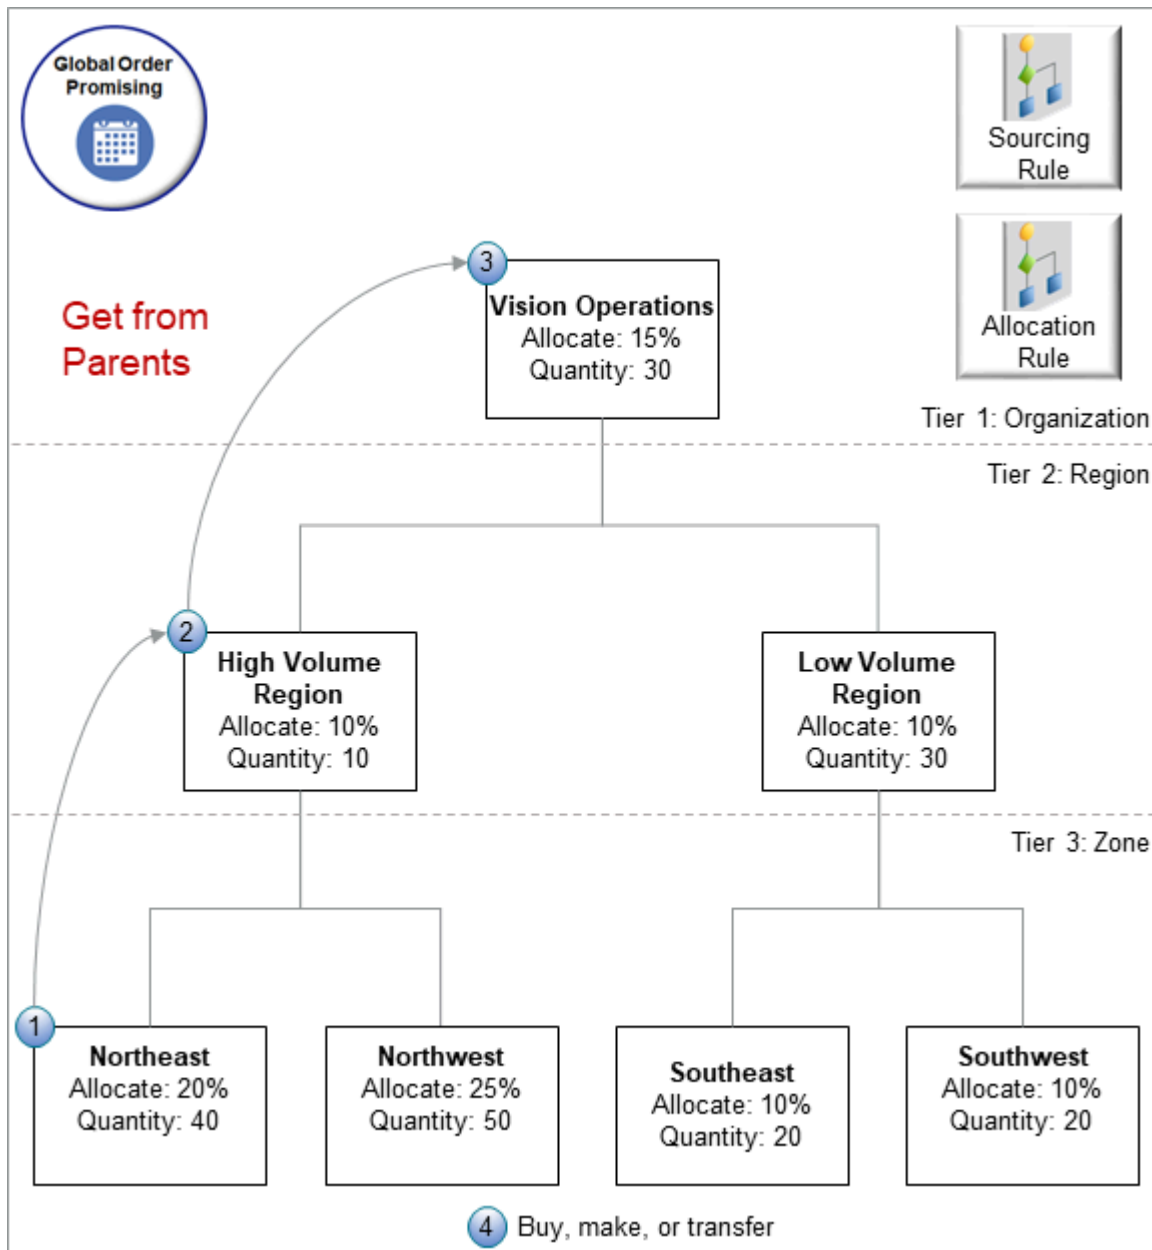 Global Order
Promising
Sourcing
Rule
Allocation
Rule
Get from
Parents
3
Vision Operations
Allocate: 15%
Quantity: 30
Tier 1: Organization
Tier 2: Region
2
High Volume
Region
Allocate: 10%
Quantity: 10
Low Volume
Region
Allocate: 10%
Quantity: 30
Tier 3: Zone
1
Northeast
Allocate: 20%
Quantity: 40
Northwest
Allocate: 25%
Quantity: 50
Southeast
Allocate: 10%
Quantity: 20
Southwest
Allocate: 10%
Quantity: 20
4 Buy, make, or transfer